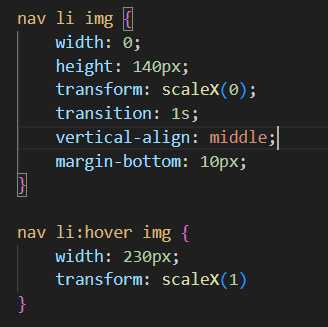 nav li img {
    width: 0;
    height: 140px;
    transform: scaleX(0);
    transition: 1s;
    vertical-align: middle;
    margin-bottom: 10px;
}

nav li:hover img {
    width: 230px;
    transform: scaleX(1)
}